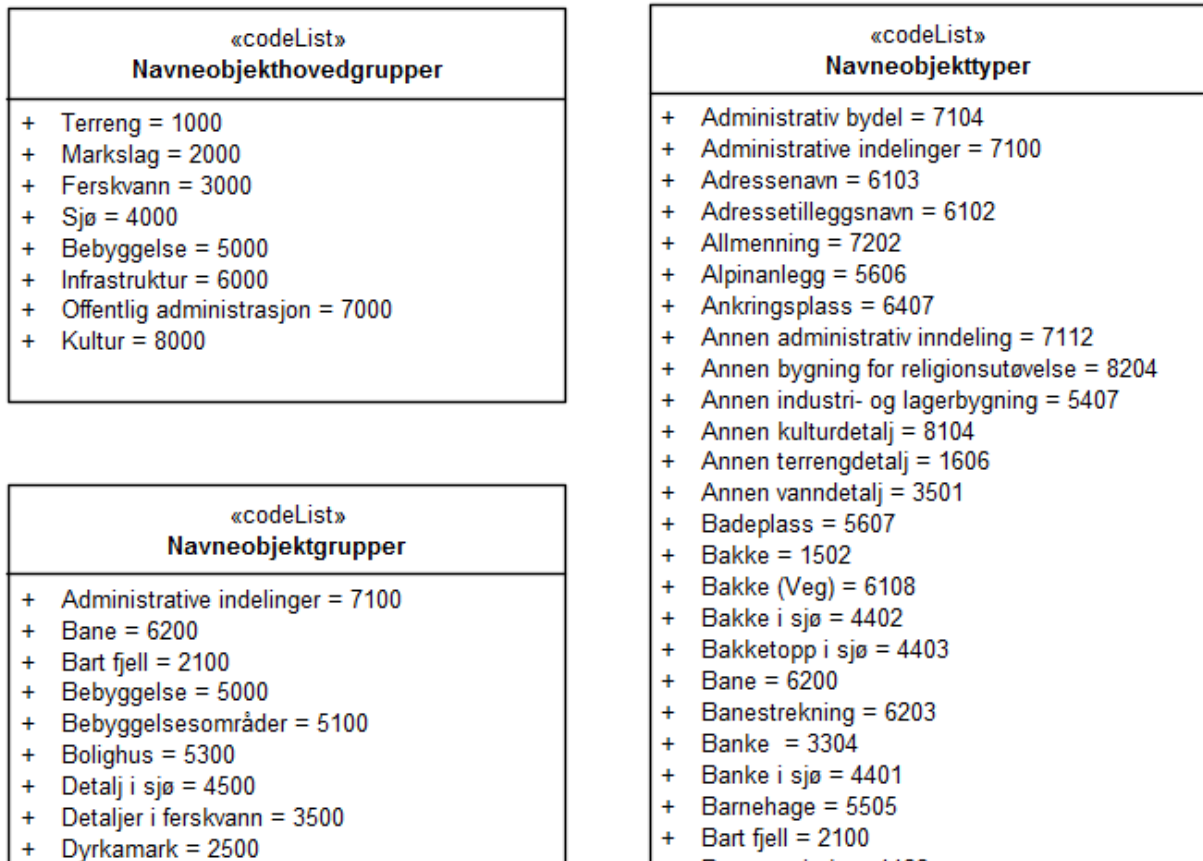 «codeList»
Navneobjekthovedgrupper
+ Terreng = 1000
+ Markslag = 2000
+ Ferskvann = 3000
+ Sjø = 4000
+ Bebyggelse = 5000
+ Infrastruktur = 6000
+ Offentlig administrasjon = 7000
+ Kultur = 8000
«codeList»
Navneobjektgrupper
+ Administrative indelinger = 7100
+ Bane = 6200
+ Bart fjell = 2100
+ Bebyggelse = 5000
+ Bebyggelsesområder = 5100
+ Bolighus = 5300
+ Detalj i sjø = 4500
+ Detaljer i ferskvann = 3500
+ Dyrkamark = 2500
«codeList»
Navneobjekttyper
+ Administrativ bydel = 7104
+ Administrative indelinger = 7100
+ Adressenavn = 6103
+ Adressetilleggsnavn = 6102
+ Allmenning = 7202
+ Alpinanlegg = 5606
+ Ankringsplass = 6407
+ Annen administrativ inndeling = 7112
+ Annen bygning for religionsutøvelse = 8204
+ Annen industri- og lagerbygning = 5407
+ Annen kulturdetalj = 8104
+ Annen terrengdetalj = 1606
+ Annen vanndetalj = 3501
+ Badeplass = 5607
+ Bakke = 1502
+ Bakke (Veg) = 6108
+ Bakke i sjø = 4402
+ Bakketopp i sjø = 4403
+ Bane = 6200
+ Banestrekning = 6203
+ Banke = 3304
+ Banke i sjø = 4401
+ Barnehage = 5505
+ Bart fjell = 2100